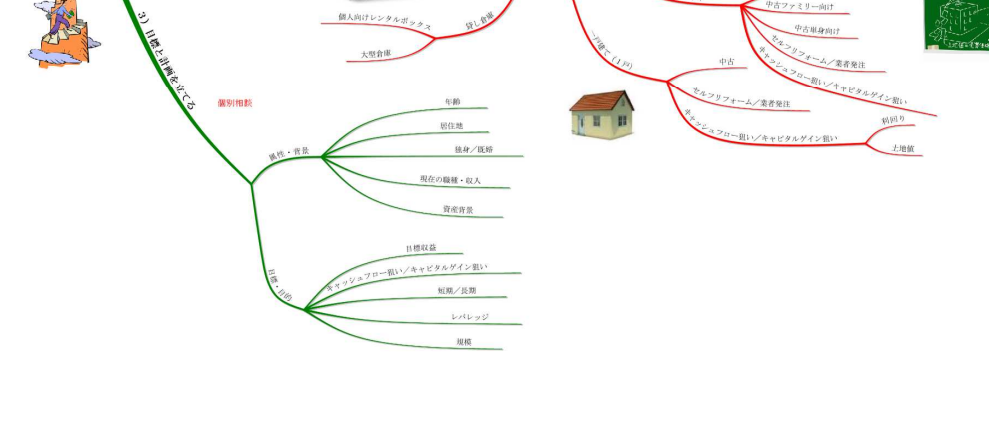 3）目標と計画を立てる
個別相談
属性・背景
年齢
居住地
独身／既婚
現在の職種・収入
資産背景
目標・目的
目標収益
キャッシュフロー狙い／キャピタルゲイン狙い
短期／長期
レバレッジ
規模
貸し倉庫
個人向けレンタルボックス
大型倉庫
中古ファミリー向け
中古単身向け
セルフリフォーム／業者発注
キャッシュフロー狙い／キャピタルゲイン狙い
一戸建て（1戸）
中古
セルフリフォーム／業者発注
キャッシュフロー狙い／キャピタルゲイン狙い
利回り
土地値